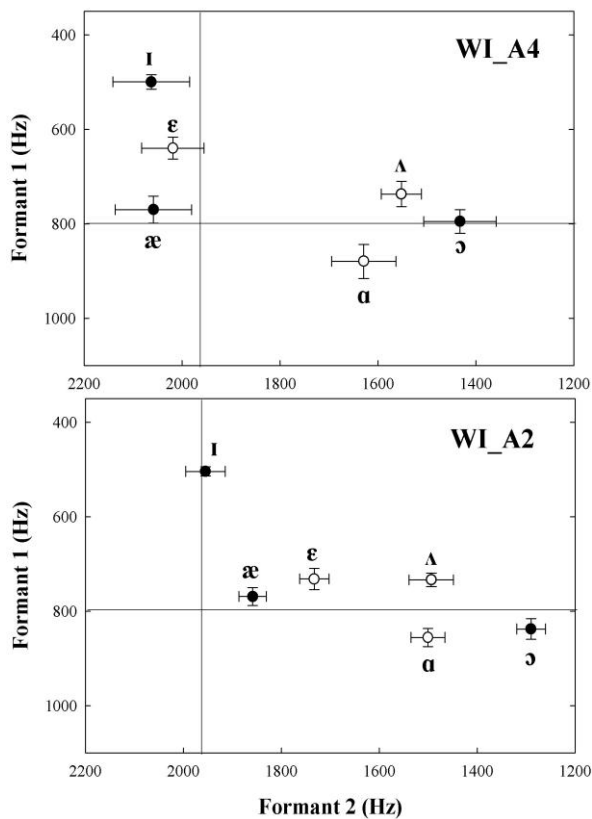 WI_A4
Formant 1 (Hz)
400
600
800
1000
ɪ
ɛ
æ
ʌ
ɔ
ɑ
2200 2000 1800 1600 1400 1200
WI_A2
Formant 1 (Hz)
400
600
800
1000
ɪ
æ
ɛ
ʌ
ɑ
ɔ
2200 2000 1800 1600 1400 1200
Formant 2 (Hz)